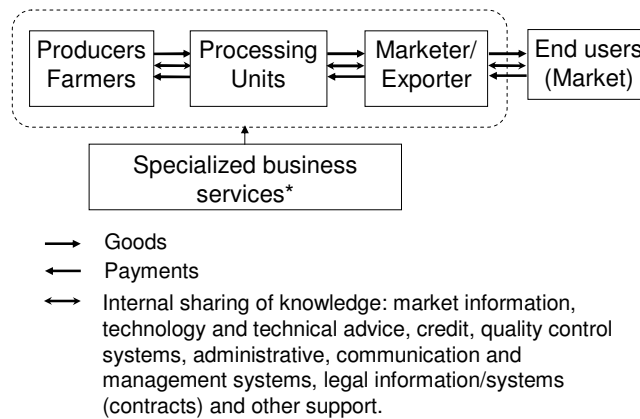 Producers
Farmers
Processing
Units
Marketer/
Exporter
End users
(Market)
Specialized business
services*
Goods
Payments
Internal sharing of knowledge: market information,
technology and technical advice, credit, quality control
systems, administrative, communication and
management systems, legal information/systems
(contracts) and other support.